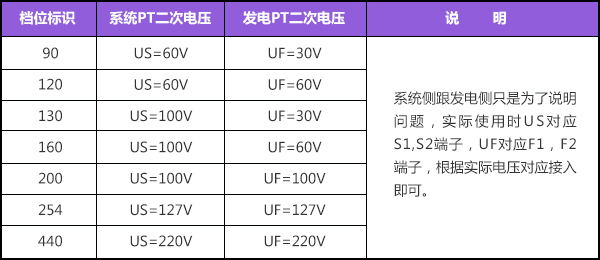 档位标识 系统PT二次电压 发电PT二次电压 说 明
90 US=60V UF=30V
120 US=60V UF=60V
130 US=100V UF=30V
160 US=100V UF=60V
200 US=100V UF=100V
254 US=127V UF=127V
440 US=220V UF=220V
系统侧跟发电侧只是为了说明
问题，实际使用时US对应
S1,S2端子，UF对应F1，F2
端子，根据实际电压对应接入
即可。